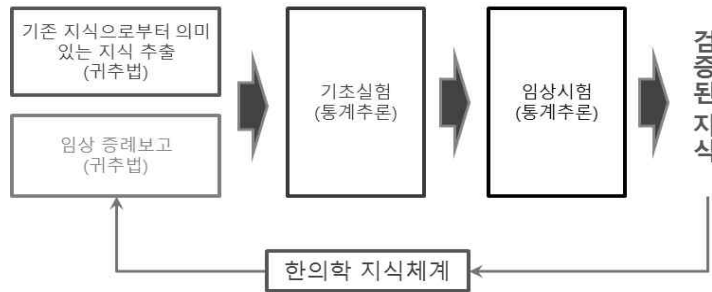 기존 지식으로부터 의미
있는 지식 추출
(귀추법)
임상 증례보고
(귀추법)
기초실험
(통계추론)
임상시험
(통계추론)
검증된 지식
한의학 지식체계